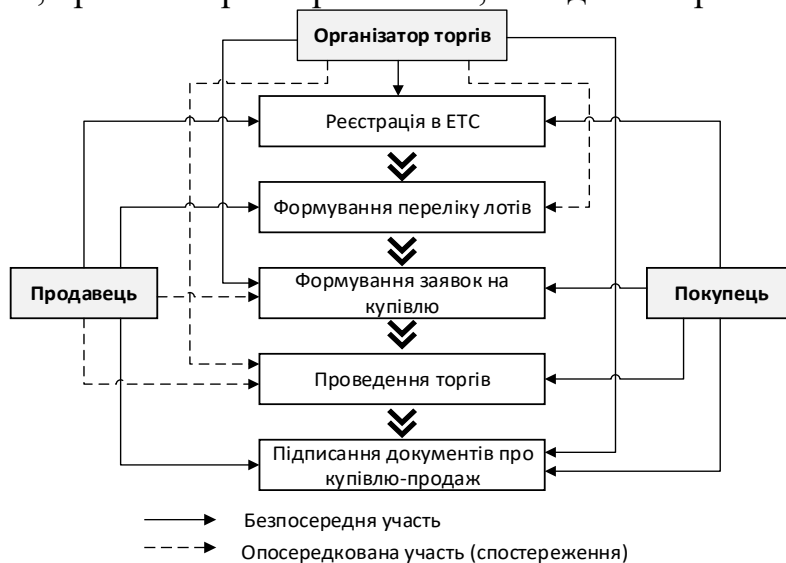 Організатор торгів
Реєстрація в ЕТС
Формування переліку лотів
Формування заявок на
купівлю
Продавець
Покупець
Проведення торгів
Підписання документів про
купівлю-продаж
Безпосередня участь
Опосередкована участь (спостереження)